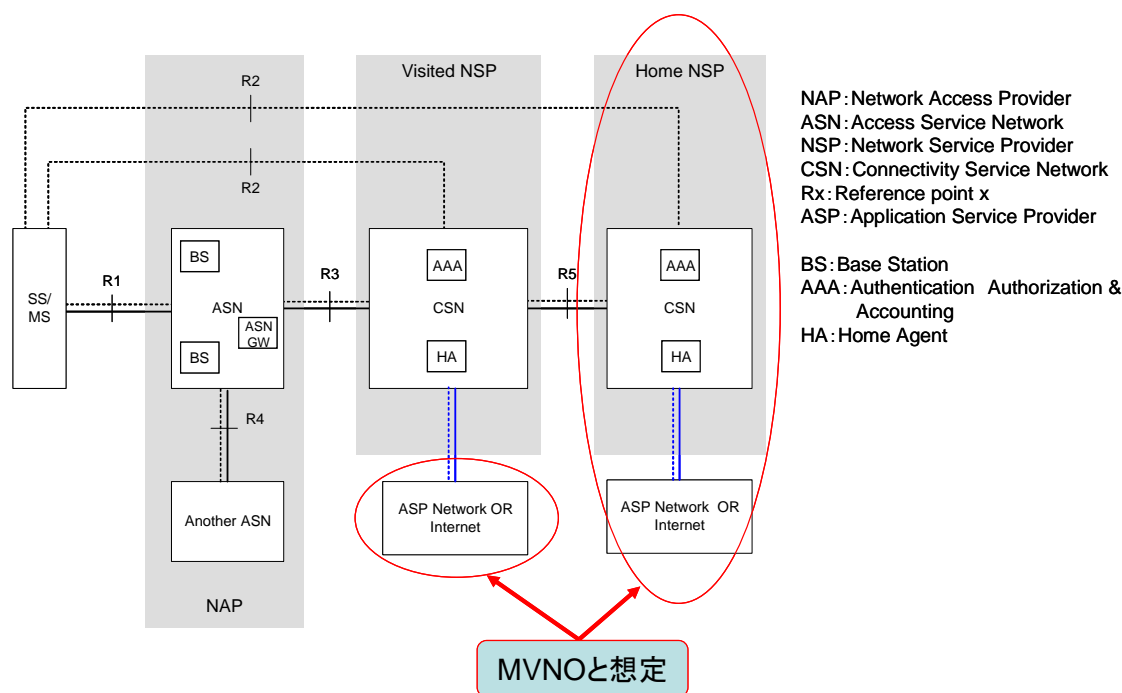 Visited NSP
Home NSP
R2
R2
NAP：Network Access Provider
ASN：Access Service Network
NSP：Network Service Provider
CSN：Connectivity Service Network
Rx：Reference point x
ASP：Application Service Provider
BS：Base Station
AAA：Authentication Authorization &
Accounting
HA：Home Agent
SS/
MS
R1
BS
ASN
ASN
GW
BS
R3
AAA
CSN
HA
R5
AAA
CSN
HA
R4
Another ASN
ASP Network OR
Internet
ASP Network OR
Internet
NAP
MVNOと想定